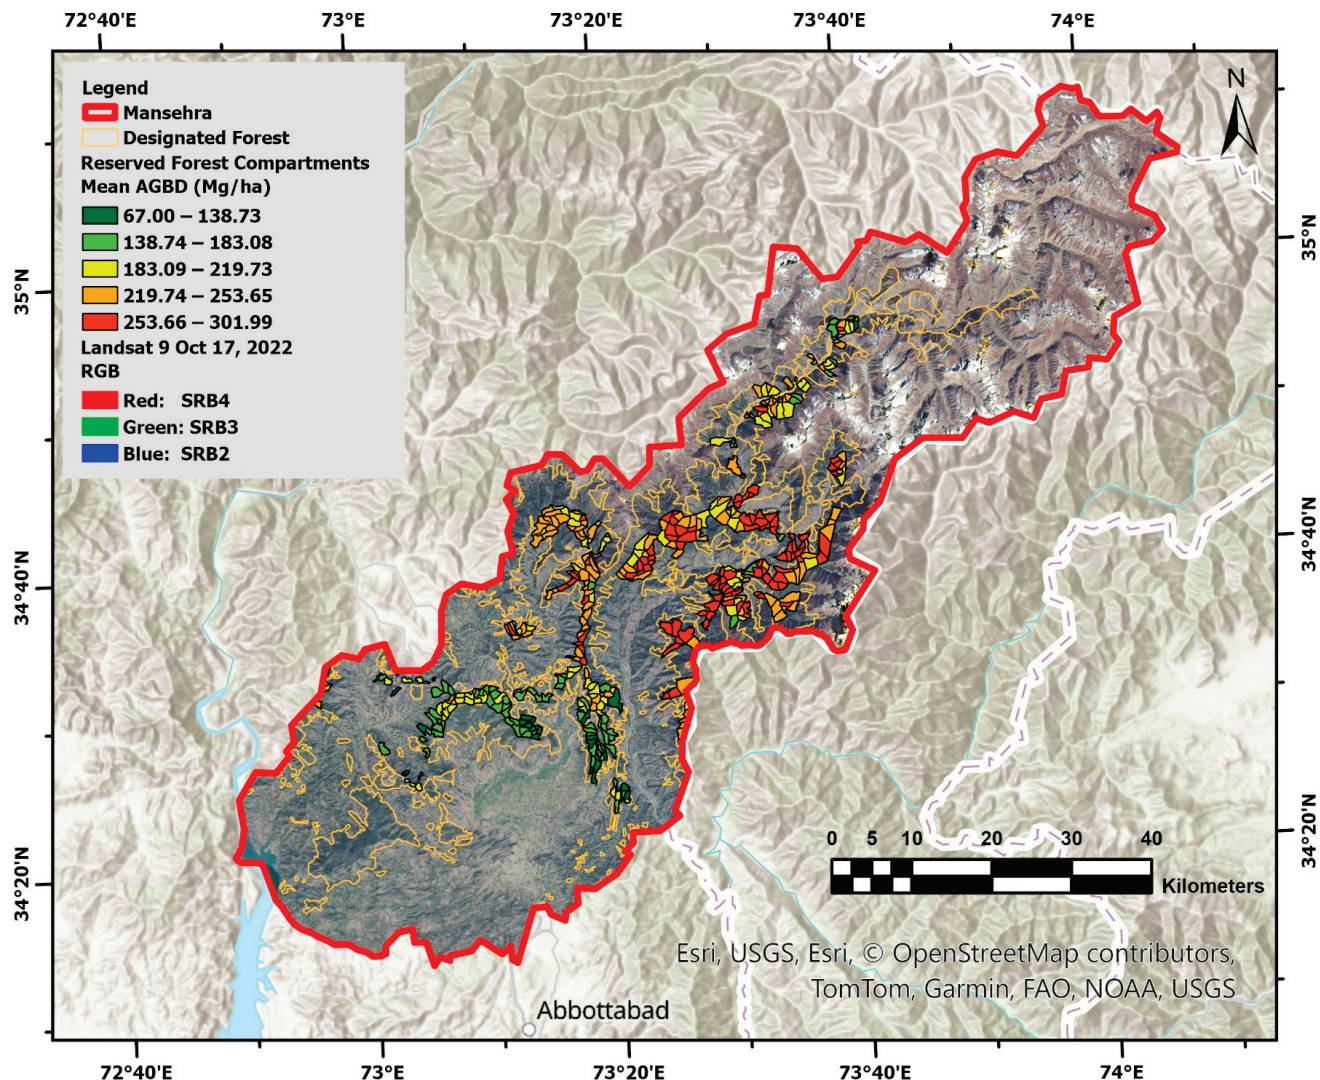 72°40'E 73°E 73°20'E 73°40'E 74°E
Legend
Mansehra
Designated Forest
Reserved Forest Compartments
Mean AGBD (Mg/ha)
67.00 – 138.73
138.74 – 183.08
183.09 – 219.73
219.74 – 253.65
253.66 – 301.99
Landsat 9 Oct 17, 2022
RGB
Red: SRB4
Green: SRB3
Blue: SRB2
N
35°N
34°40'N
34°20'N
35°N
34°40'N
34°20'N
0 5 10 20 30 40
Kilometers
Esri, USGS, Esri, © OpenStreetMap contributors,
TomTom, Garmin, FAO, NOAA, USGS
Abbottabad
72°40'E 73°E 73°20'E 73°40'E 74°E